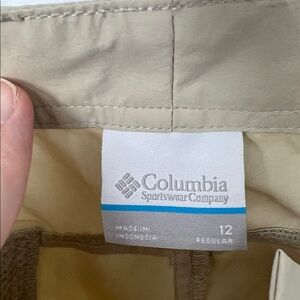 Columbia
Sportswear Company
MADE IN
INDONESIA
12
REGULAR